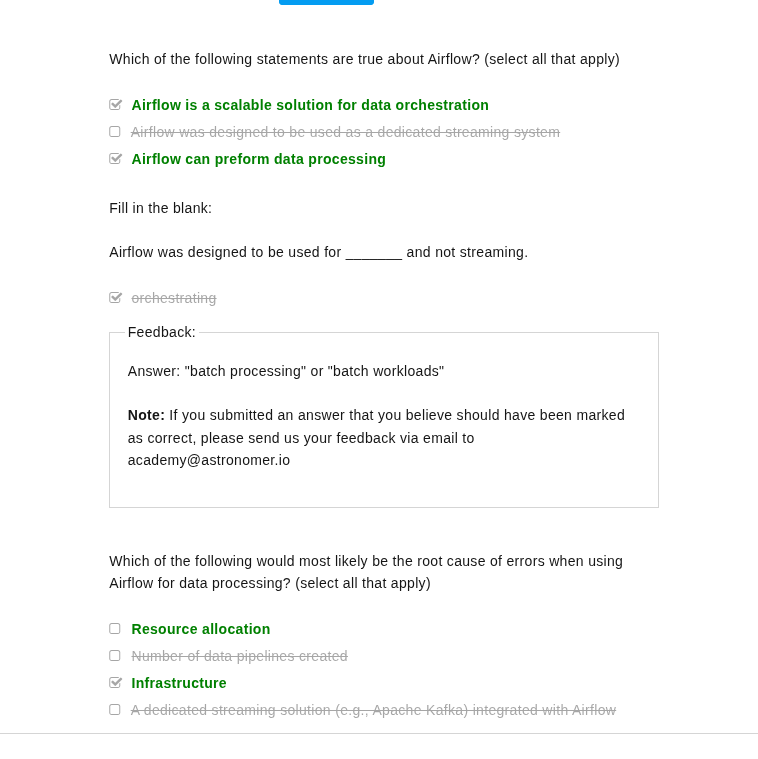 Which of the following statements are true about Airflow? (select all that apply)
Airflow is a scalable solution for data orchestration
Airflow was designed to be used as a dedicated streaming system
Airflow can preform data processing
Fill in the blank:
Airflow was designed to be used for _______ and not streaming.
orchestrating
Feedback:
Answer: "batch processing" or "batch workloads"
Note: If you submitted an answer that you believe should have been marked
as correct, please send us your feedback via email to
academy@astronomer.io
Which of the following would most likely be the root cause of errors when using
Airflow for data processing? (select all that apply)
Resource allocation
Number of data pipelines created
Infrastructure
A dedicated streaming solution (e.g., Apache Kafka) integrated with Airflow